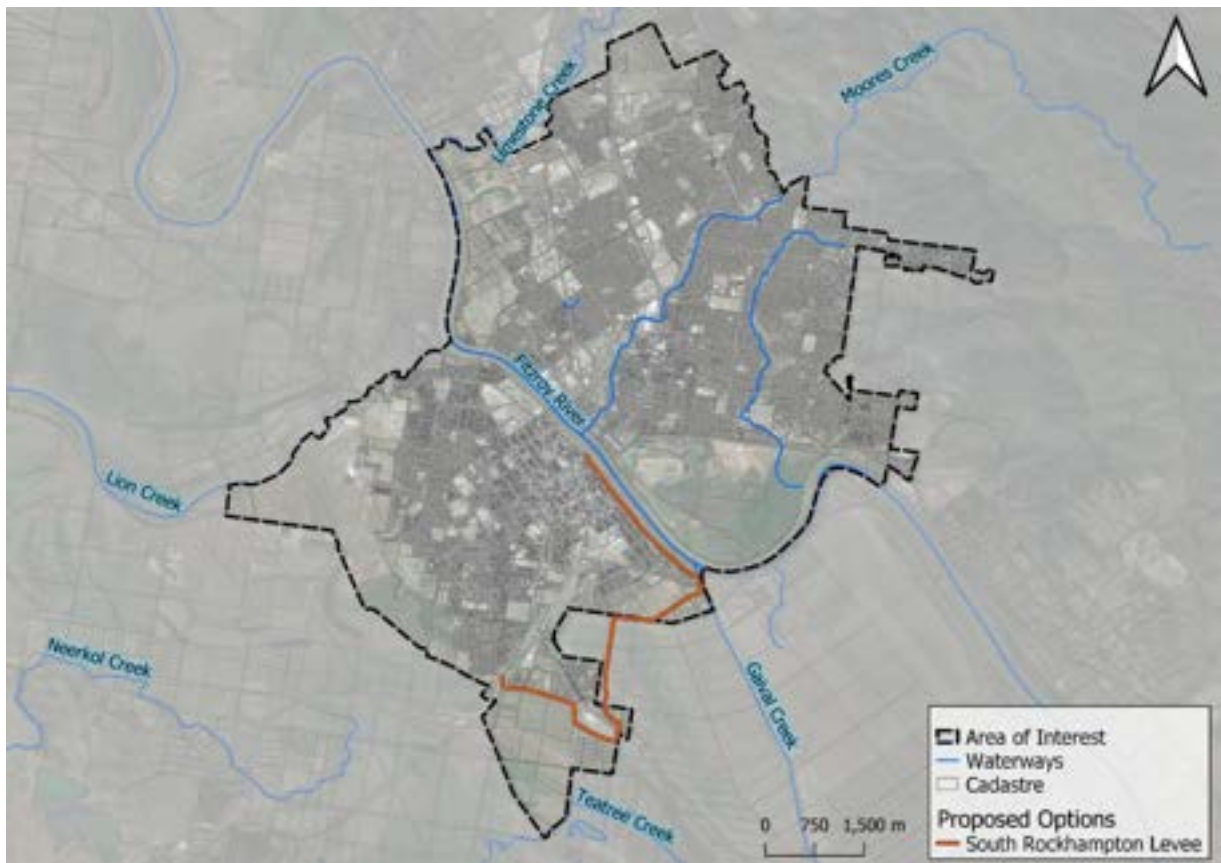 Limestone Creek
Moores Creek
Fitzroy River
Lion Creek
Neerkol Creek
Gaival Creek
Teatree Creek
0 750 1,500 m
Area of Interest
Waterways
Cadastre
Proposed Options
South Rockhampton Levee